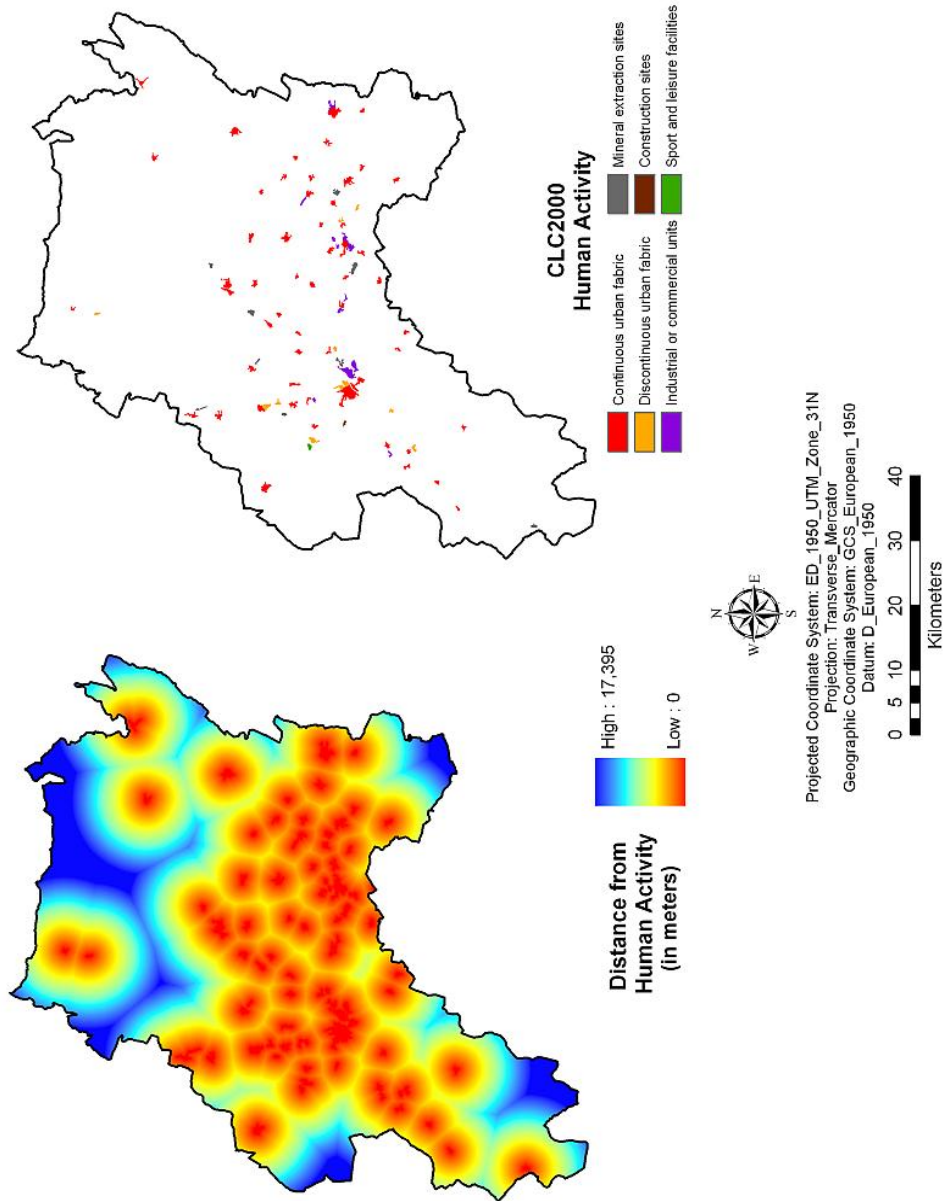 CLC2000
Human Activity
Continuous urban fabric
Discontinuous urban fabric
Industrial or commercial units
Mineral extraction sites
Construction sites
Sport and leisure facilities
Distance from
Human Activity
(in meters)
High : 17,395
Low : 0
N
W
E
S
Projected Coordinate System: ED_1950_UTM_Zone_31N
Projection: Transverse_Mercator
Geographic Coordinate System: GCS_European_1950
Datum: D_European_1950
0 5 10 20 30 40
Kilometers